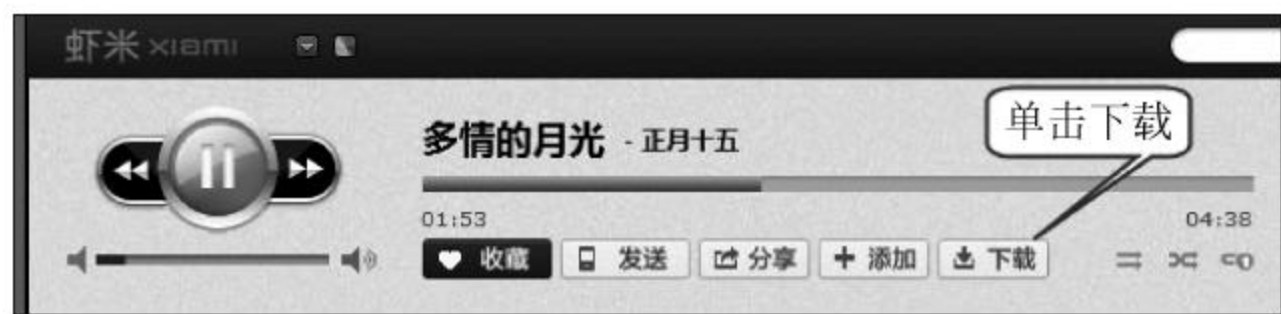 虾米 xiami
多情的月光 - 正月十五
单击下载
01:53 04:38
收藏 发送 分享 添加 下载